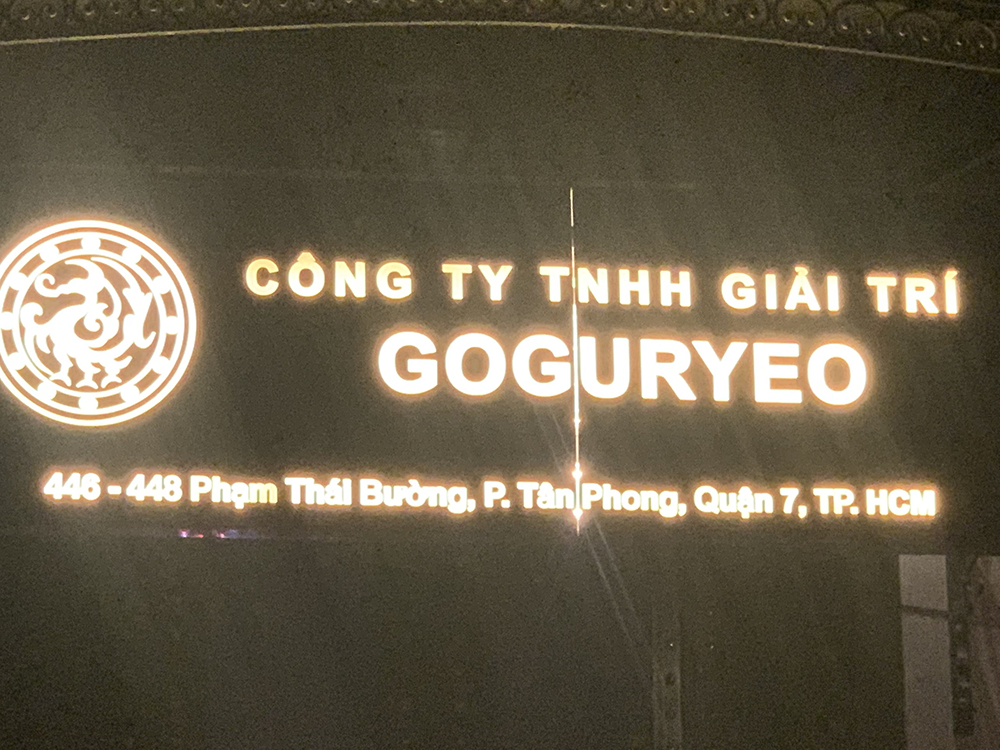 CÔNG TY TNHH GIẢI TRÍ
GOGURYEO
446 - 448 Phạm Thái Bường, P. Tân Phong, Quận 7, TP. HCM